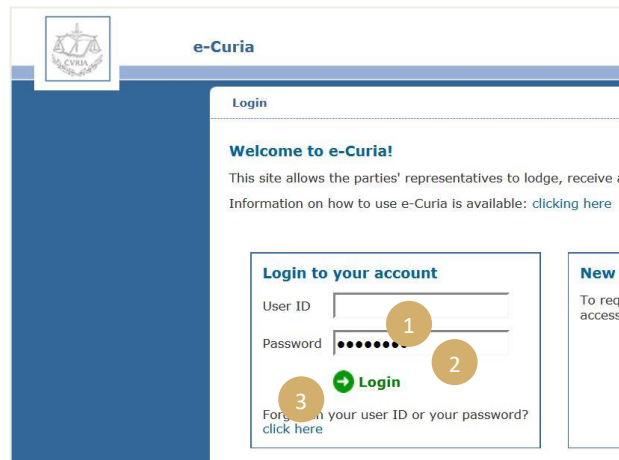 CVRIA
e-Curia
Login
Welcome to e-Curia!
This site allows the parties' representatives to lodge, receive
Information on how to use e-Curia is available: clicking here
Login to your account
User ID
1
Password ••••••••
2
Login
3
your user ID or your password?
click here
New
To
access